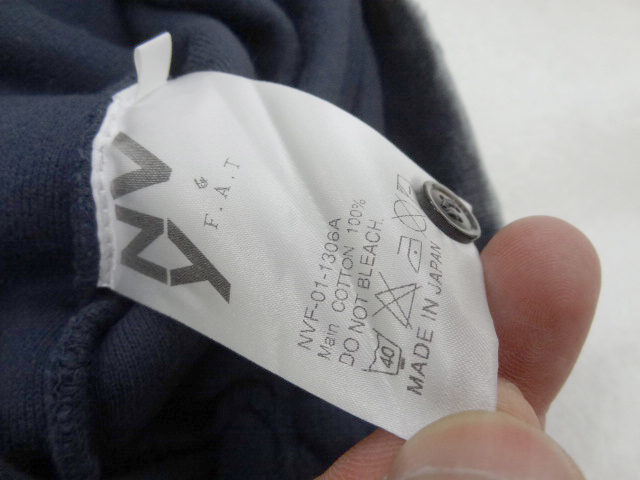 NVy
& F.A.T
NVF-01-1306A
Main COTTON 100%
DO NOT BLEACH.
40
MADE IN JAPAN